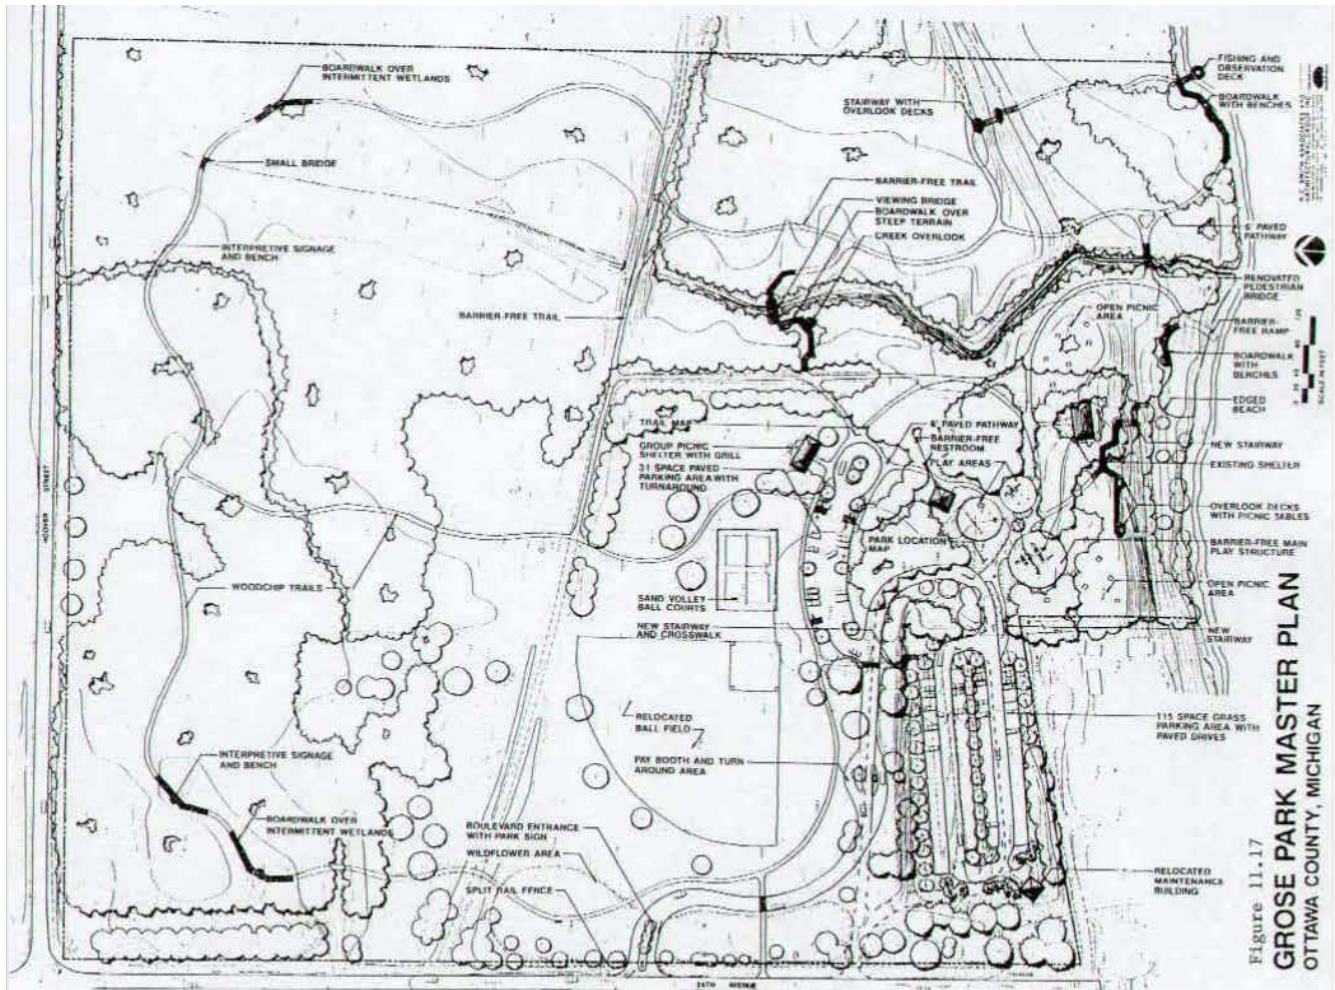 BOARDWALK OVER
INTERMITTENT WETLANDS
SMALL BRIDGE
INTERPRETIVE SIGNAGE
AND BENCH
BARRIER-FREE TRAIL
STAIRWAY WITH
OVERLOOK DECKS
BARRIER-FREE TRAIL
VIEWING BRIDGE
BOARDWALK OVER
STEEP TERRAIN
CREEK OVERLOOK
FISHING AND
OBSERVATION
DECK
BOARDWALK
WITH BENCHES
6' PAVED
PATHWAY
RENOVATED
PEDESTRIAN
BRIDGE
OPEN PICNIC
AREA
BARRIER-
FREE RAMP
BOARDWALK
WITH
BENCHES
EDGED
BEACH
SCALE IN FEET
TRAIL MAP
GROUP PICNIC
SHELTER WITH GRILL
31 SPACE PAVED
PARKING AREA WITH
TURNAROUND
6' PAVED PATHWAY
BARRIER-FREE
RESTROOM
PLAY AREAS
NEW STAIRWAY
EXISTING SHELTER
OVERLOOK DECKS
WITH PICNIC TABLES
BARRIER-FREE MAIN
PLAY STRUCTURE
OPEN PICNIC
AREA
NEW
STAIRWAY
PARK LOCATION
MAP
HOOVER STREET
WOODCHIP TRAILS
SAND VOLLEY
BALL COURTS
NEW STAIRWAY
AND CROSSWALK
RELOCATED
BALL FIELD
PAY BOOTH AND TURN
AROUND AREA
115 SPACE GRASS
PARKING AREA WITH
PAVED DRIVES
INTERPRETIVE SIGNAGE
AND BENCH
BOARDWALK OVER
INTERMITTENT WETLANDS
BOULEVARD ENTRANCE
WITH PARK SIGN
WILDFLOWER AREA
SPLIT RAIL FENCE
RELOCATED
MAINTENANCE
BUILDING
AVENUE
Figure 11.17
GROSE PARK MASTER PLAN
OTTAWA COUNTY, MICHIGAN